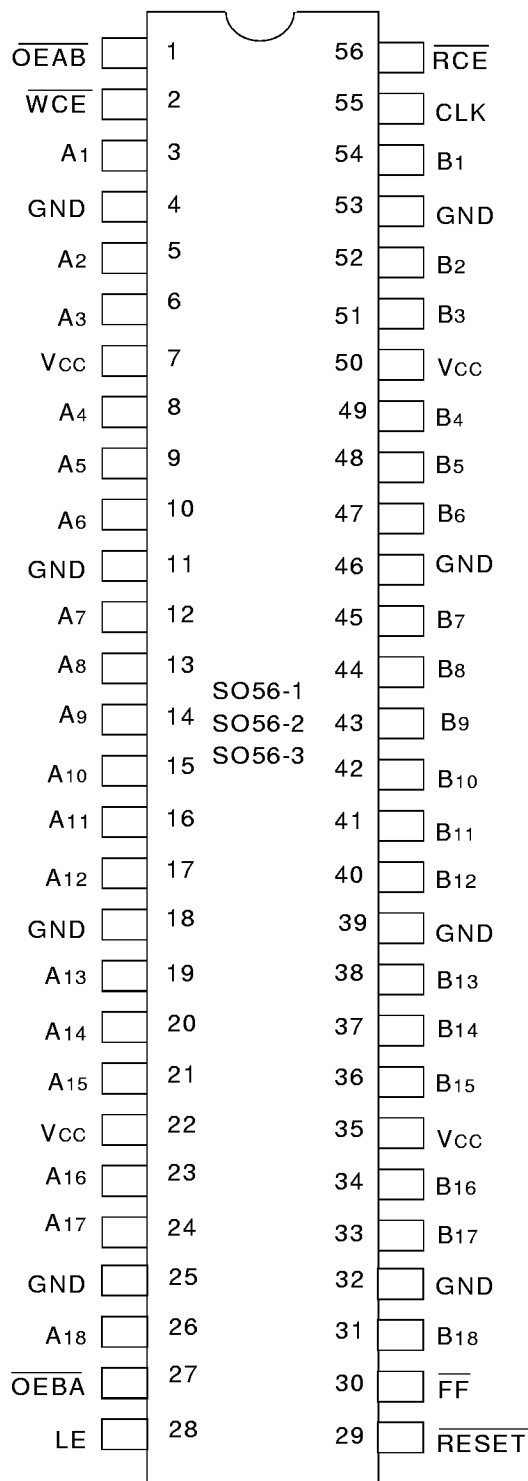 OEAB 1 56 RCE
WCE 2 55 CLK
A1 3 54 B1
GND 4 53 GND
A2 5 52 B2
A3 6 51 B3
VCC 7 50 VCC
A4 8 49 B4
A5 9 48 B5
A6 10 47 B6
GND 11 46 GND
A7 12 45 B7
A8 13 44 B8
SO56-1
A9 14 SO56-2 43 B9
SO56-3
A10 15 42 B10
A11 16 41 B11
A12 17 40 B12
GND 18 39 GND
A13 19 38 B13
A14 20 37 B14
A15 21 36 B15
VCC 22 35 VCC
A16 23 34 B16
A17 24 33 B17
GND 25 32 GND
A18 26 31 B18
OEBA 27 30 FF
LE 28 29 RESET